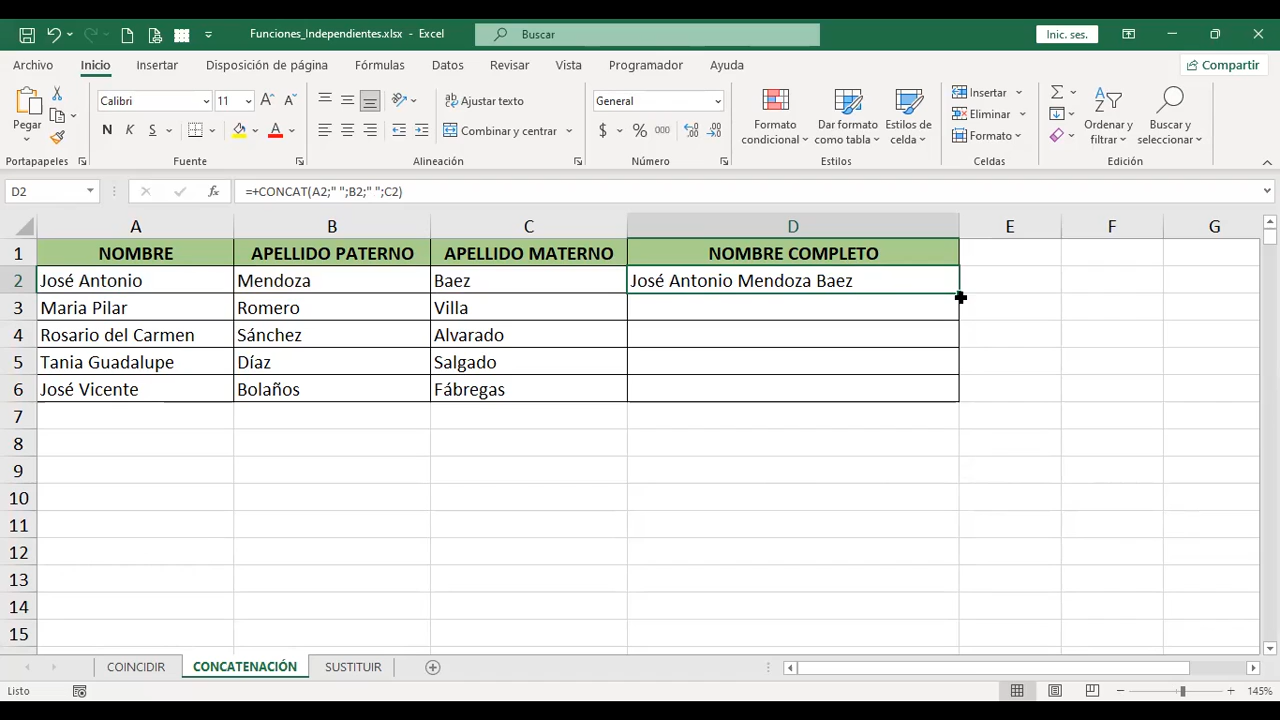 Funciones_Independientes.xlsx - Excel
Buscar
Inic. ses.
Archivo Inicio Insertar Disposición de página Fórmulas Datos Revisar Vista Programador Ayuda
Compartir
Pegar
Portapapeles
Calibri 11
N K S
Fuente
Ajustar texto
Combinar y centrar
Alineación
General
$ % 000
Número
Formato condicional
Dar formato como tabla
Estilos de celda
Estilos
Insertar
Eliminar
Formato
Celdas
Ordenar y filtrar
Buscar y seleccionar
Edición
D2 fx =+CONCAT(A2;" ";B2;" ";C2)
A B C D E F G
1 NOMBRE APELLIDO PATERNO APELLIDO MATERNO NOMBRE COMPLETO
2 José Antonio Mendoza Baez José Antonio Mendoza Baez
3 Maria Pilar Romero Villa
4 Rosario del Carmen Sánchez Alvarado
5 Tania Guadalupe Díaz Salgado
6 José Vicente Bolaños Fábregas
7
8
9
10
11
12
13
14
15
COINCIDIR CONCATENACIÓN SUSTITUIR
Listo 145%